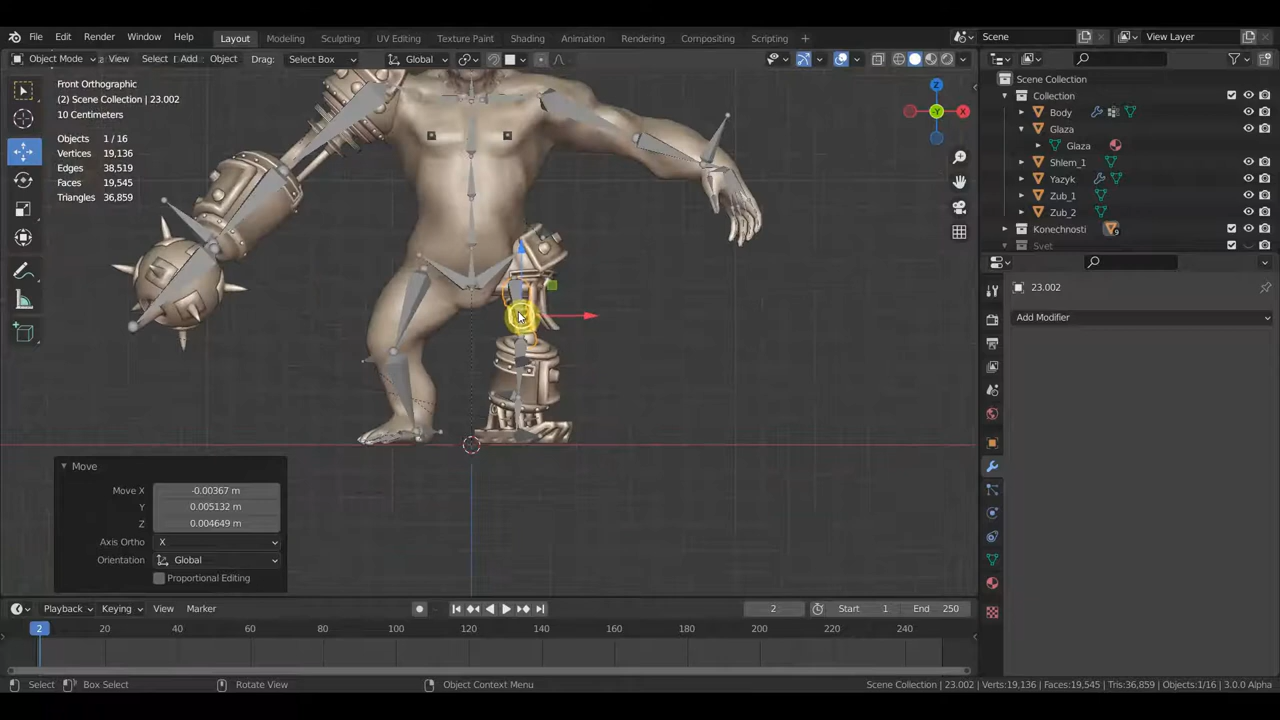 File Edit Render Window Help Layout Modeling Sculpting UV Editing Texture Paint Shading Animation Rendering Compositing Scripting + Scene View Layer
Object Mode View Select Add Object Drag: Select Box Global
Front Orthographic
(2) Scene Collection | 23.002
10 Centimeters
Objects 1 / 16
Vertices 19,136
Edges 38,519
Faces 19,545
Triangles 36,859
Z
X
-Y
Scene Collection
Collection
Body
Glaza
Glaza
Shlem_1
Yazyk
Zub_1
Zub_2
Konechnosti 9
Svet
23.002
Add Modifier
Move
Move X -0.00367 m
Y 0.005132 m
Z 0.004649 m
Axis Ortho X
Orientation Global
Proportional Editing
Playback Keying View Marker 2 Start 1 End 250
2 20 40 60 80 100 120 140 160 180 200 220 240
Select Box Select Rotate View Object Context Menu Scene Collection | 23.002 | Verts:19,136 | Faces:19,545 | Tris:36,859 | Objects:1/16 | 3.0.0 Alpha